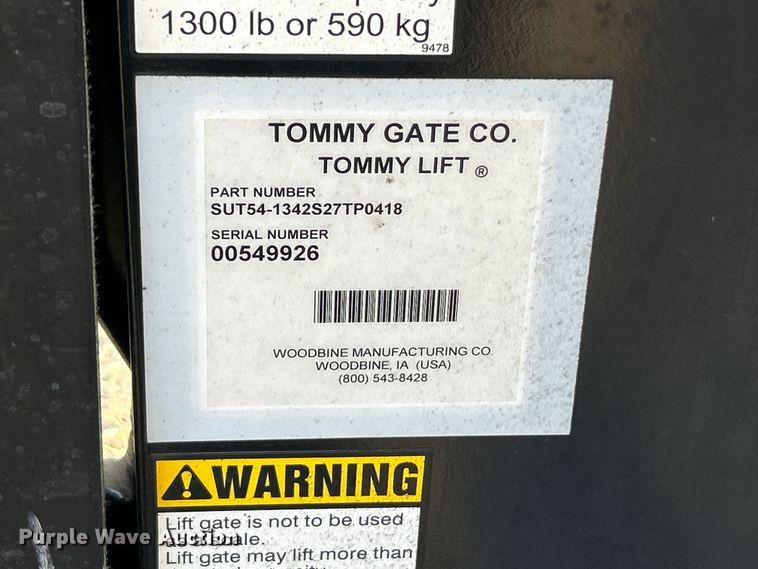 1300 lb or 590 kg
9478
TOMMY GATE CO.
TOMMY LIFT ®
PART NUMBER
SUT54-1342S27TP0418
SERIAL NUMBER
00549926
WOODBINE MANUFACTURING CO.
WOODBINE, IA (USA)
(800) 543-8428
WARNING
Lift gate is not to be used
as a scale.
Lift gate may lift more than
Purple Wave Auction